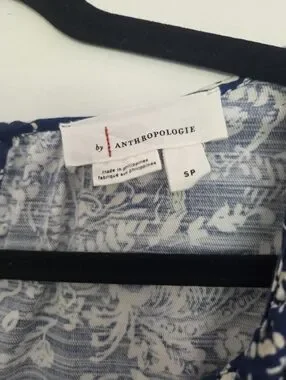 by | ANTHROPOLOGIE
made in philippines
fabriqué aux philippines
SP